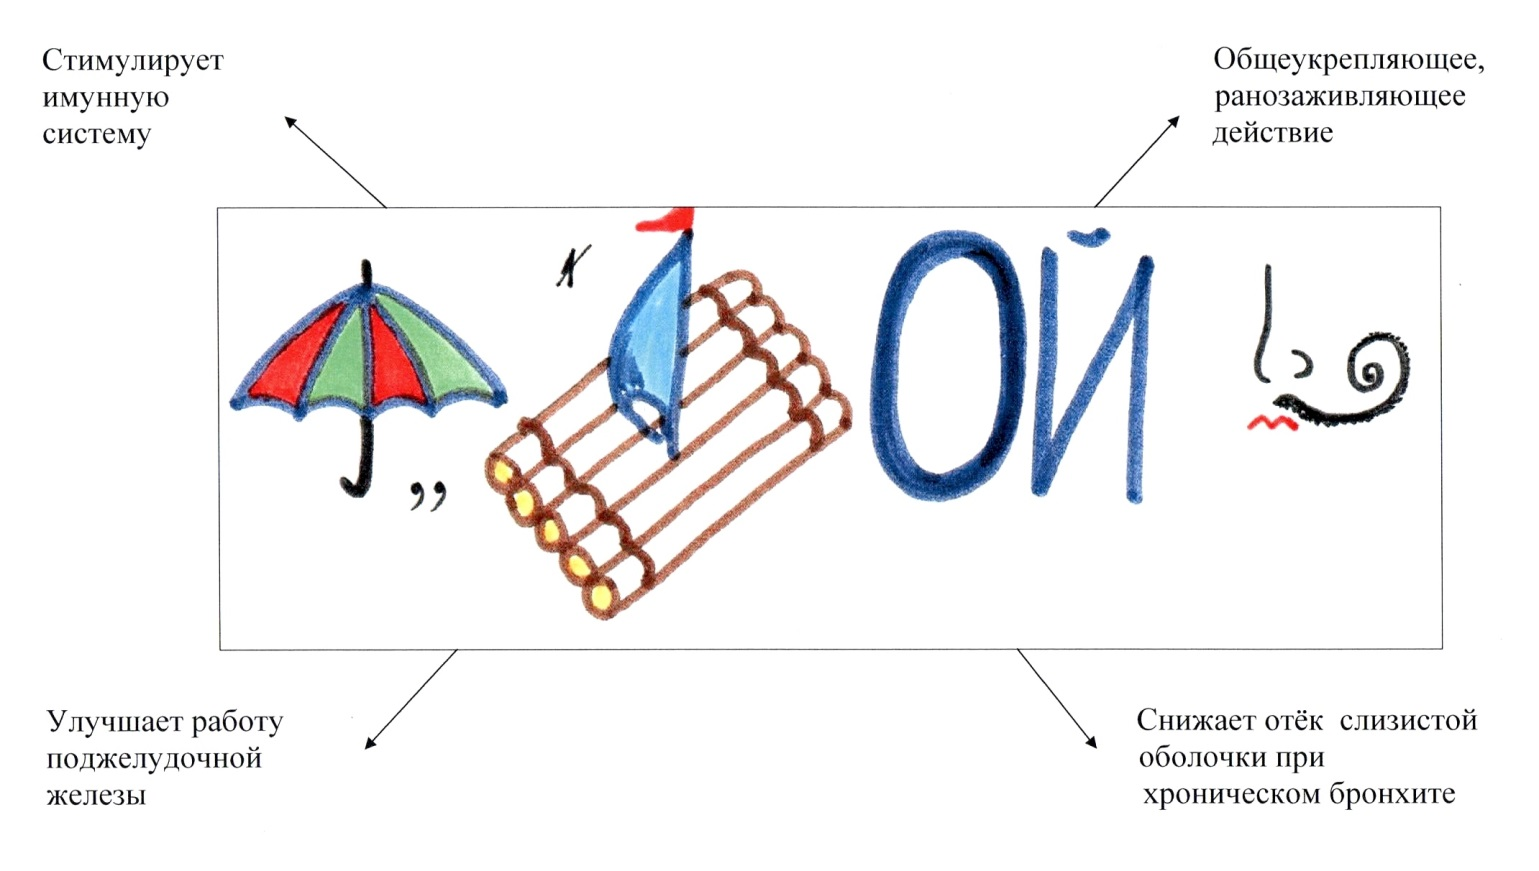 Стимулирует
имунную
систему
Общеукрепляющее,
ранозаживляющее
действие
,,
ОЙ
Улучшает работу
поджелудочной
железы
Снижает отёк слизистой
оболочки при
хроническом бронхите